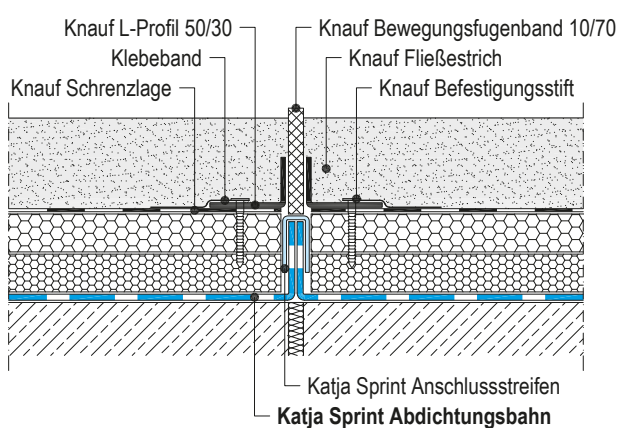 Knauf L-Profil 50/30
Knauf Bewegungsfugenband 10/70
Klebeband
Knauf Fließestrich
Knauf Schrenzlage
Knauf Befestigungsstift
Katja Sprint Anschlussstreifen
Katja Sprint Abdichtungsbahn